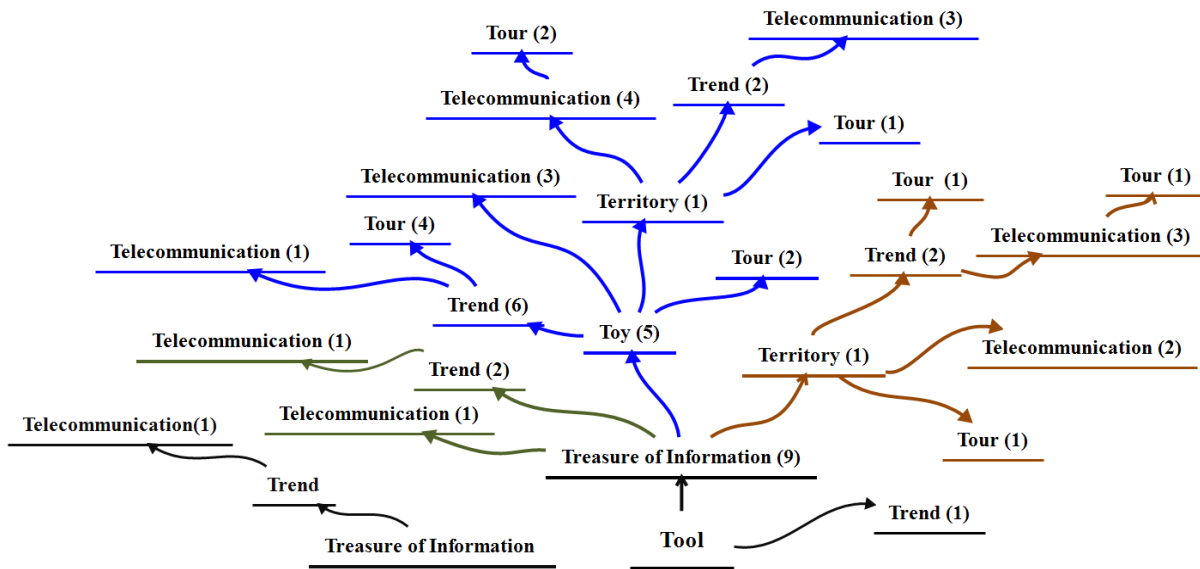 Telecommunication (3)
Tour (2)
Trend (2)
Telecommunication (4)
Tour (1)
Telecommunication (3)
Territory (1)
Tour (1)
Tour (1)
Tour (4)
Telecommunication (3)
Telecommunication (1)
Tour (2)
Trend (2)
Trend (6)
Toy (5)
Telecommunication (1)
Territory (1)
Telecommunication (2)
Trend (2)
Telecommunication (1)
Telecommunication(1)
Tour (1)
Treasure of Information (9)
Trend
Trend (1)
Tool
Treasure of Information